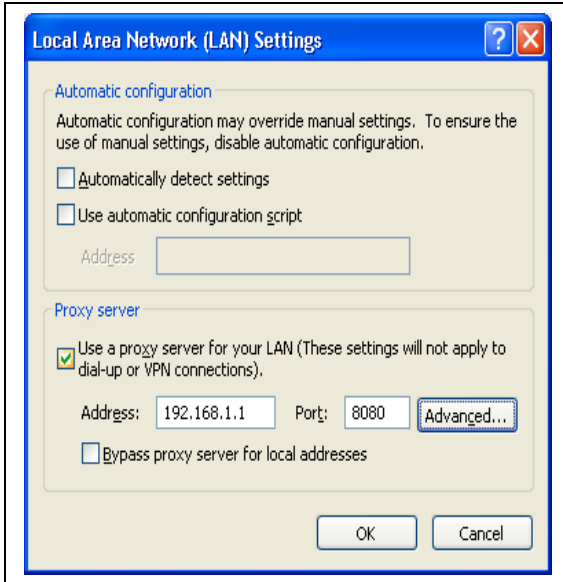 Local Area Network (LAN) Settings
Automatic configuration
Automatic configuration may override manual settings. To ensure the
use of manual settings, disable automatic configuration.
Automatically detect settings
Use automatic configuration script
Address
Proxy server
Use a proxy server for your LAN (These settings will not apply to
dial-up or VPN connections).
Address: 192.168.1.1 Port: 8080 Advanced...
Bypass proxy server for local addresses
OK Cancel